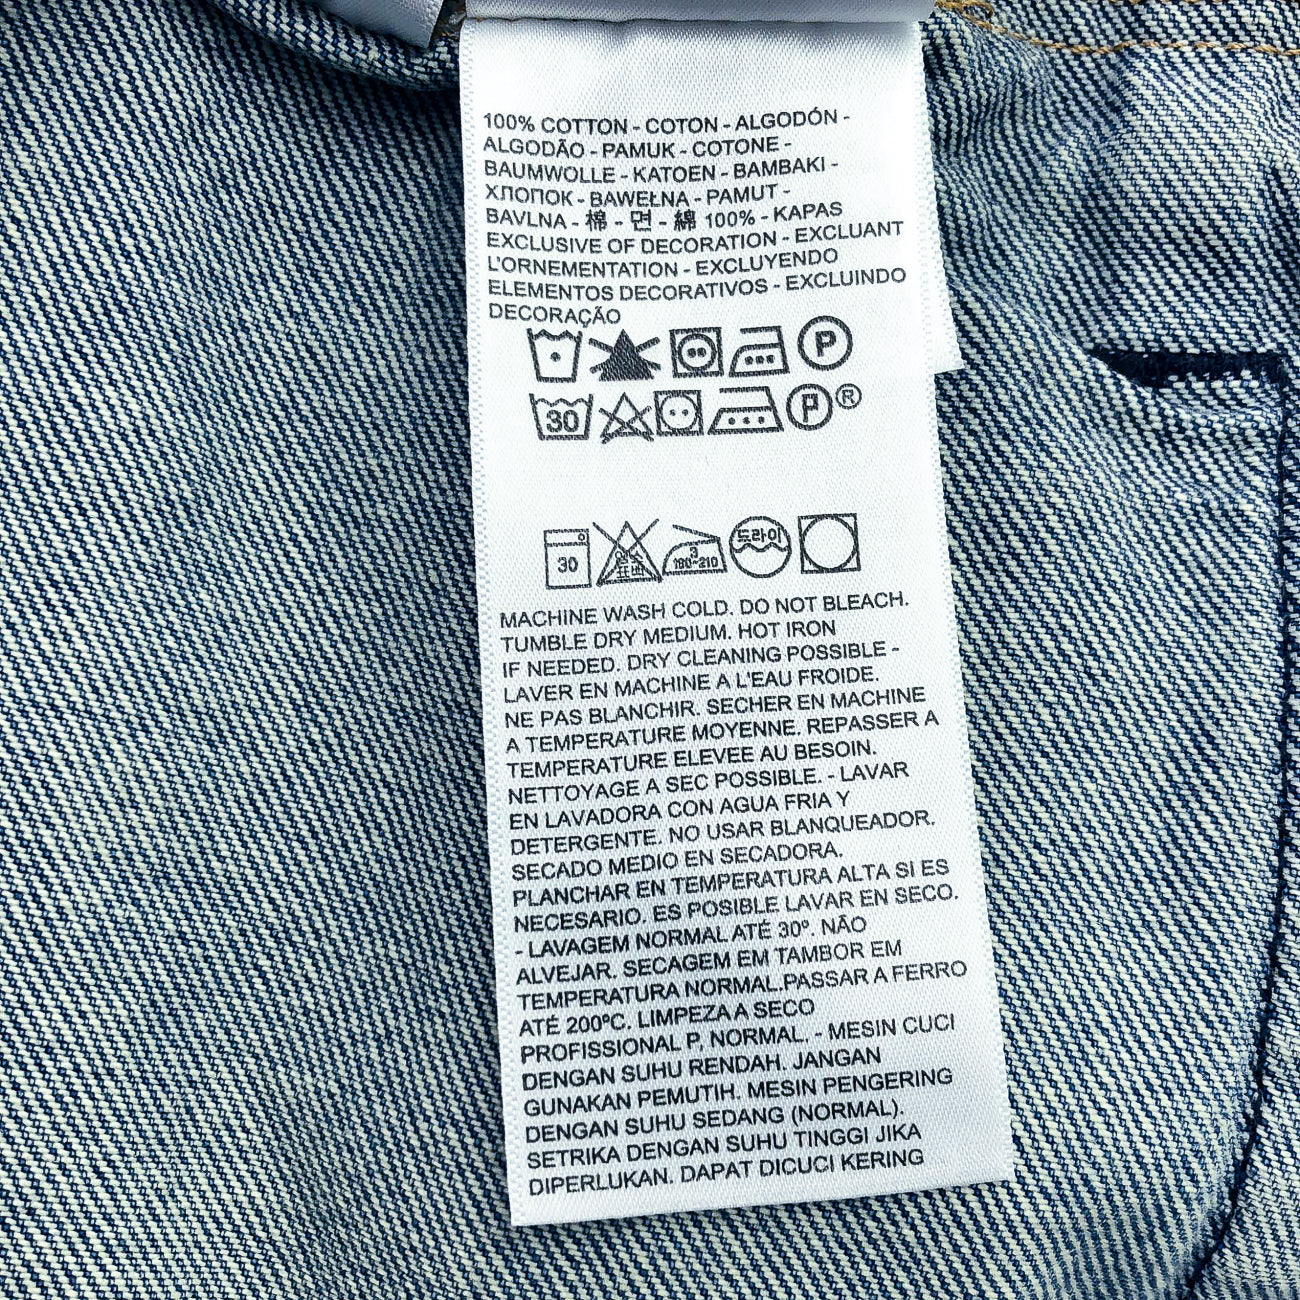 100% COTTON - COTON - ALGODÓN -
ALGODÃO - PAMUK - COTONE -
BAUMWOLLE - KATOEN - BAMBAKI -
ХЛОПОК - BAWEŁNA - PAMUT -
BAVLNA - 棉 - 면 - 綿 100% - KAPAS
EXCLUSIVE OF DECORATION - EXCLUANT
L'ORNEMENTATION - EXCLUYENDO
ELEMENTOS DECORATIVOS - EXCLUINDO
DECORAÇÃO
P
30 P ®
30 염소표백 3 180~210 드라이
MACHINE WASH COLD. DO NOT BLEACH.
TUMBLE DRY MEDIUM. HOT IRON
IF NEEDED. DRY CLEANING POSSIBLE -
LAVER EN MACHINE A L'EAU FROIDE.
NE PAS BLANCHIR. SECHER EN MACHINE
A TEMPERATURE MOYENNE. REPASSER A
TEMPERATURE ELEVEE AU BESOIN.
NETTOYAGE A SEC POSSIBLE. - LAVAR
EN LAVADORA CON AGUA FRIA Y
DETERGENTE. NO USAR BLANQUEADOR.
SECADO MEDIO EN SECADORA.
PLANCHAR EN TEMPERATURA ALTA SI ES
NECESARIO. ES POSIBLE LAVAR EN SECO.
- LAVAGEM NORMAL ATÉ 30º. NÃO
ALVEJAR. SECAGEM EM TAMBOR EM
TEMPERATURA NORMAL.PASSAR A FERRO
ATÉ 200ºC. LIMPEZA A SECO
PROFISSIONAL P, NORMAL. - MESIN CUCI
DENGAN SUHU RENDAH. JANGAN
GUNAKAN PEMUTIH. MESIN PENGERING
DENGAN SUHU SEDANG (NORMAL).
SETRIKA DENGAN SUHU TINGGI JIKA
DIPERLUKAN. DAPAT DICUCI KERING